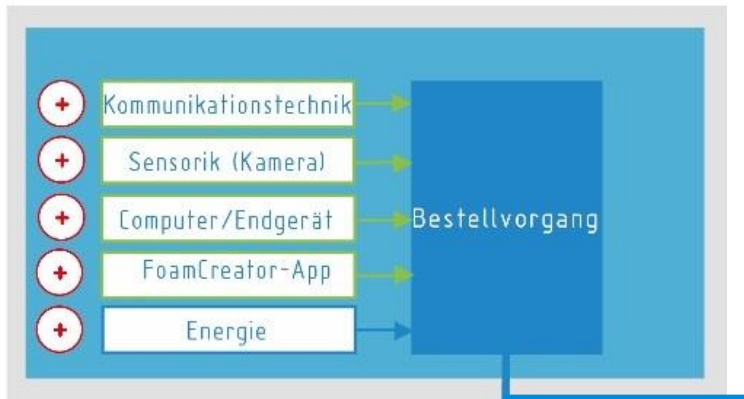 Kommunikationstechnik
Sensorik (Kamera)
Computer/Endgerät
FoamCreator-App
Energie
Bestellvorgang